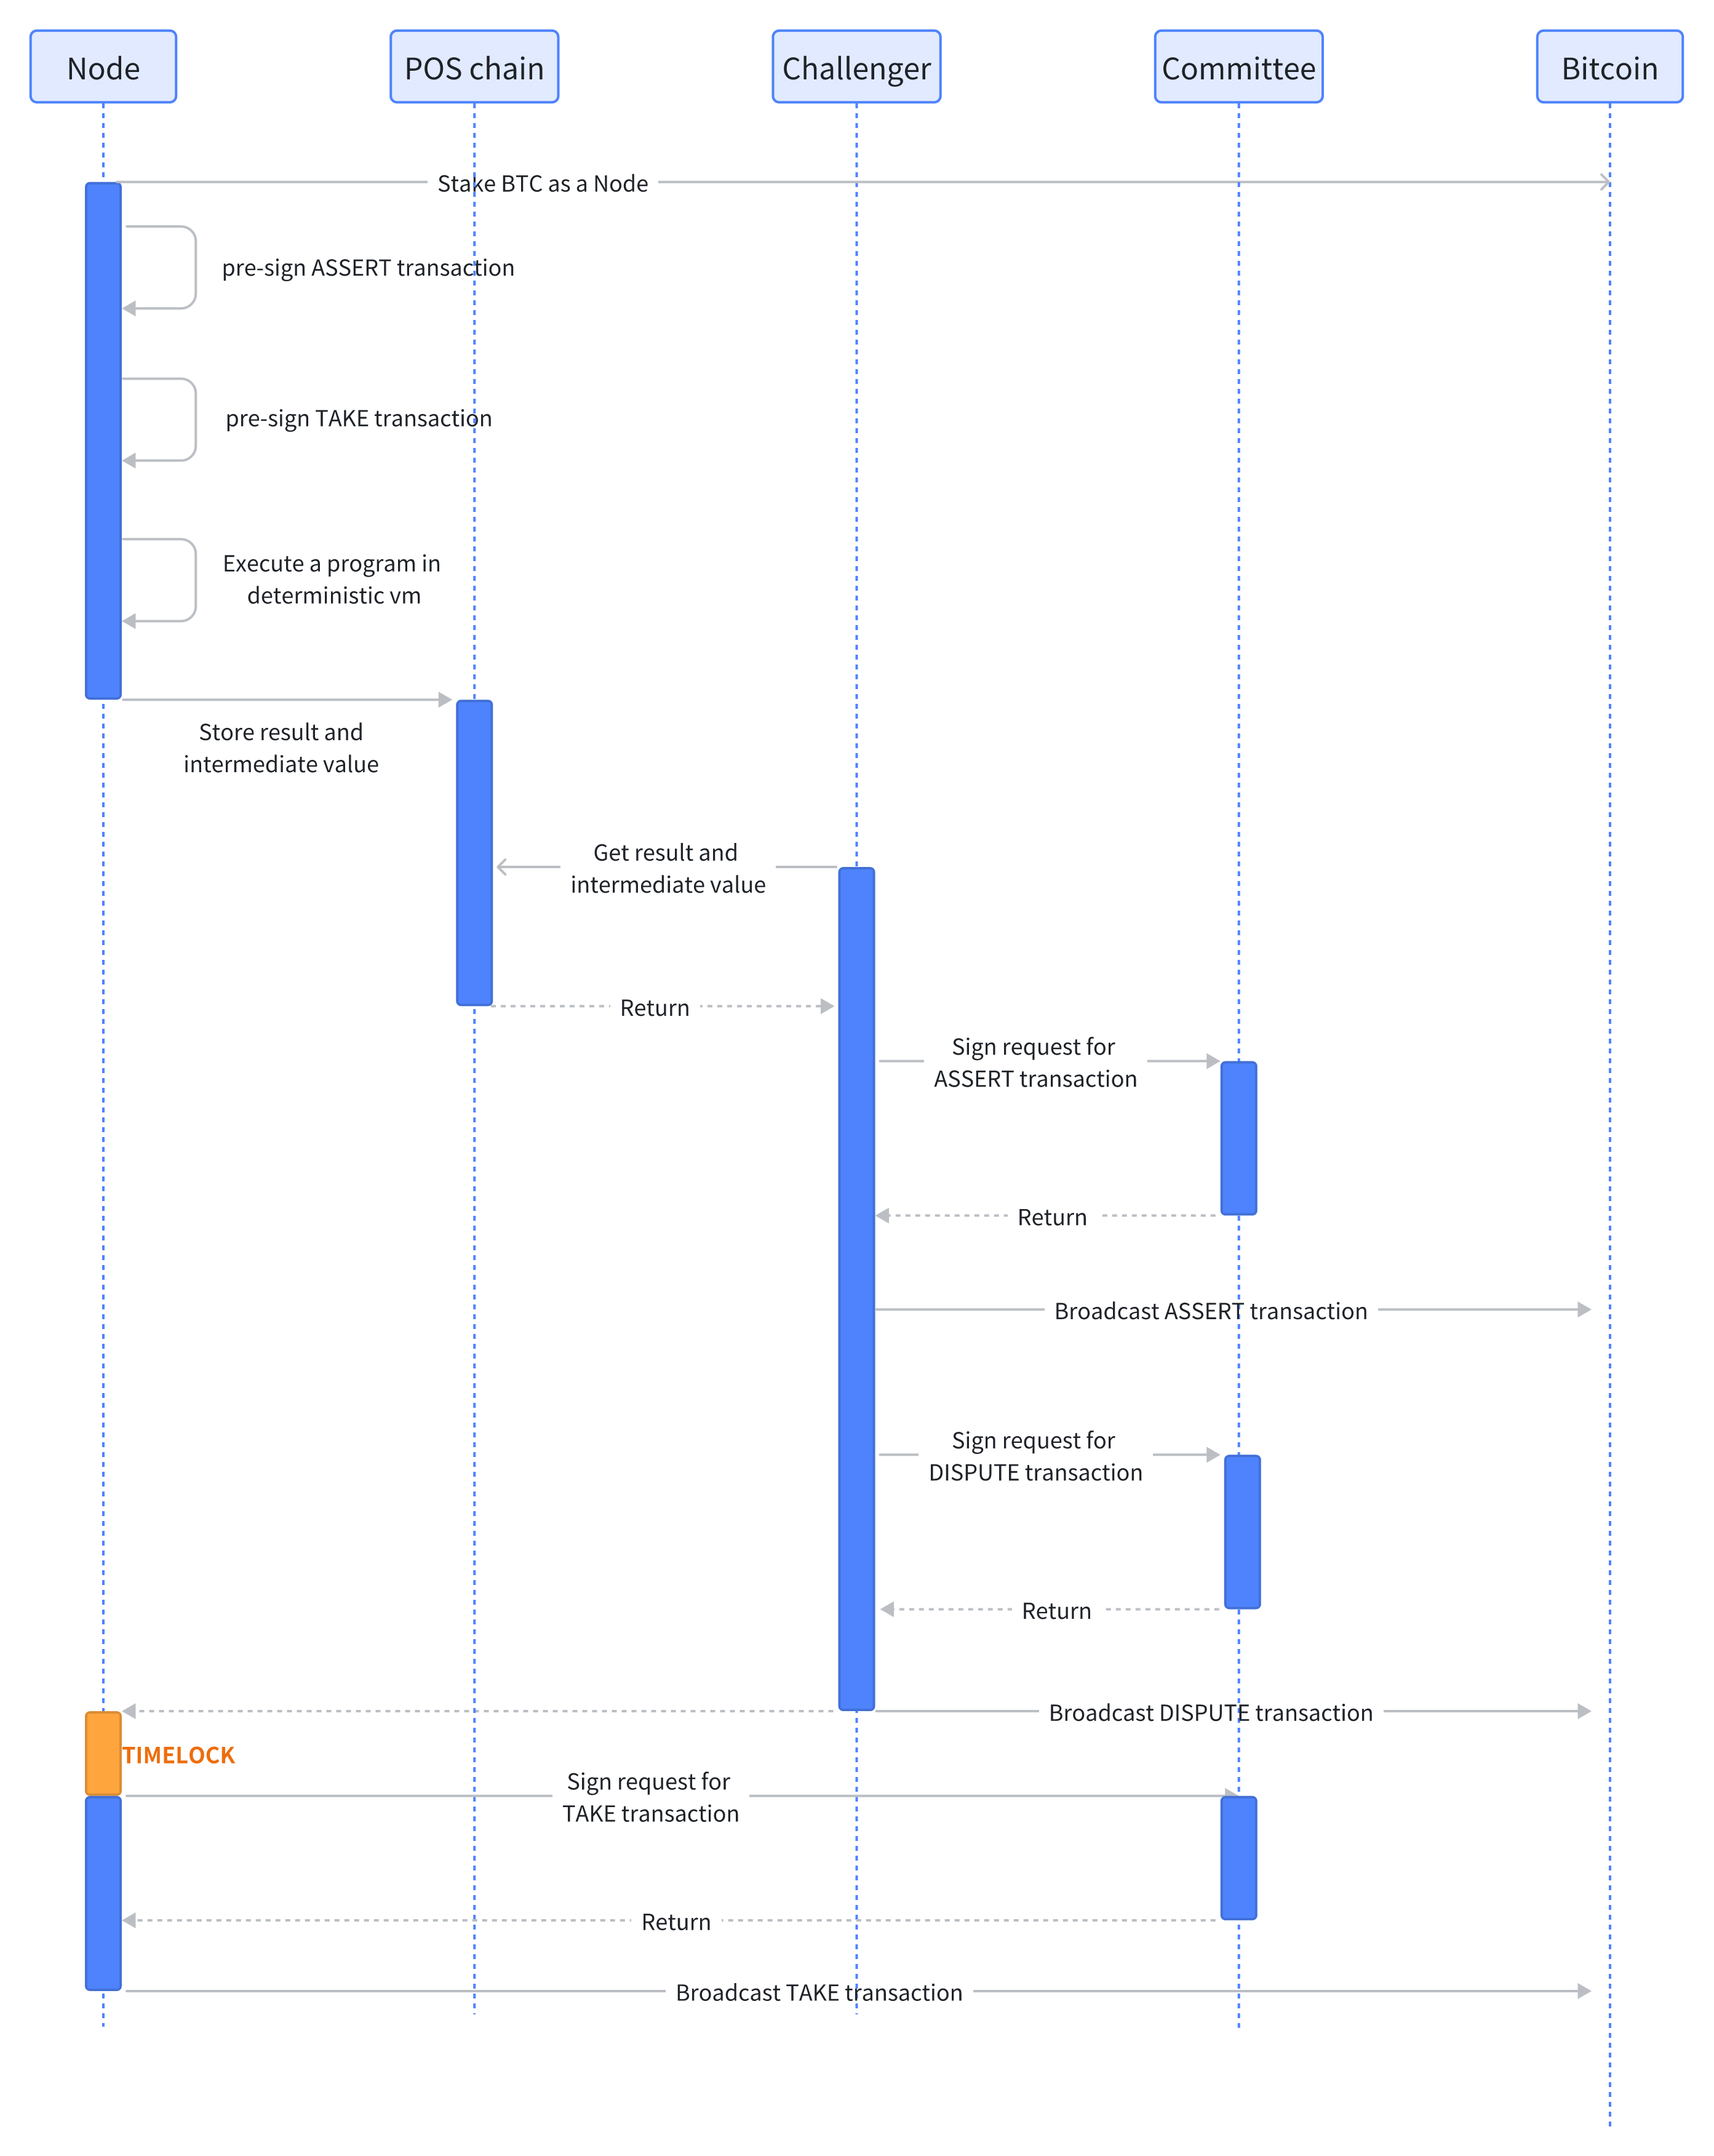 Node
POS chain
Challenger
Committee
Bitcoin
Stake BTC as a Node
pre-sign ASSERT transaction
pre-sign TAKE transaction
Execute a program in
deterministic vm
Store result and
intermediate value
Get result and
intermediate value
Return
Sign request for
ASSERT transaction
Return
Broadcast ASSERT transaction
Sign request for
DISPUTE transaction
Return
Broadcast DISPUTE transaction
TIMELOCK
Sign request for
TAKE transaction
Return
Broadcast TAKE transaction